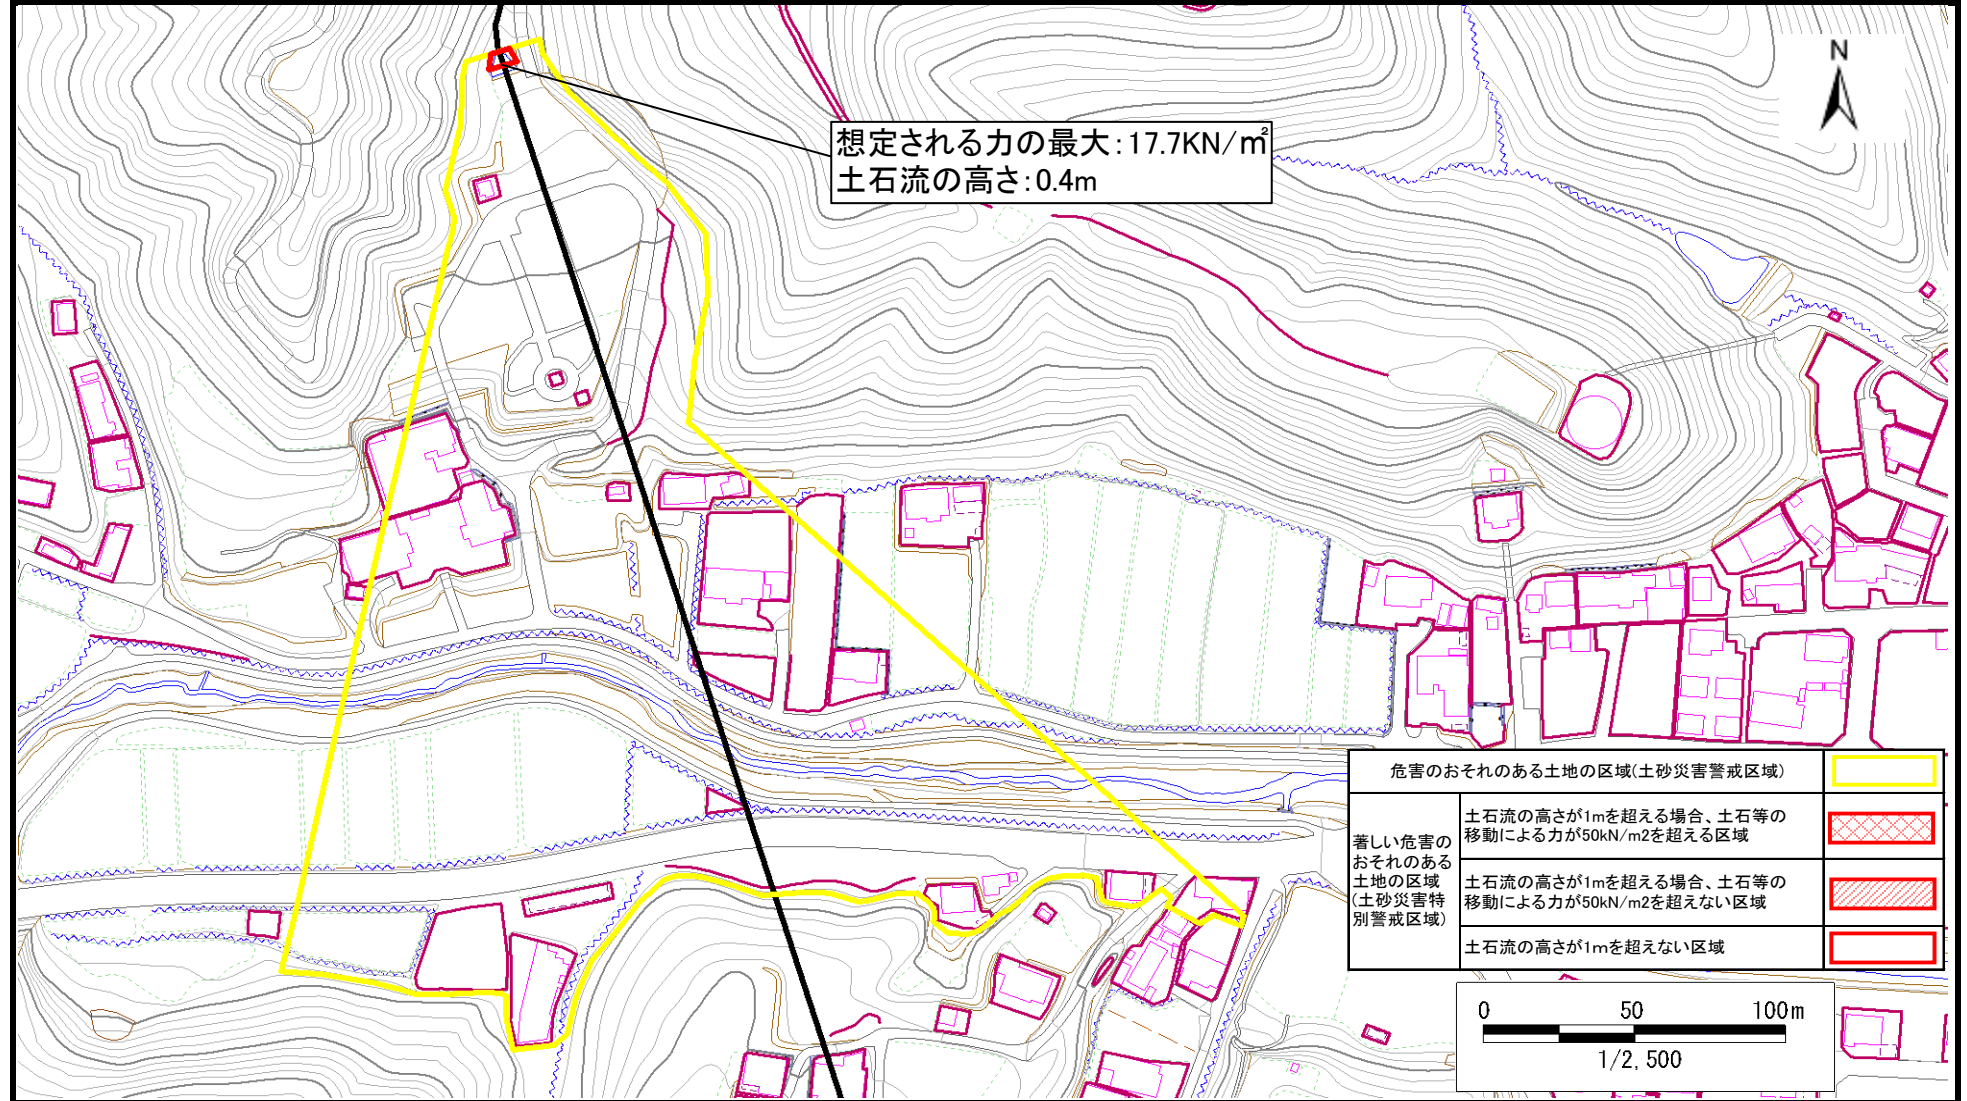 N
想定される力の最大：17.7KN/㎡
土石流の高さ：0.4m
危害のおそれのある土地の区域(土砂災害警戒区域)
著しい危害の
おそれのある
土地の区域
(土砂災害特
別警戒区域)
土石流の高さが1mを超える場合、土石等の
移動による力が50kN/m2を超える区域
土石流の高さが1mを超える場合、土石等の
移動による力が50kN/m2を超えない区域
土石流の高さが1mを超えない区域
0 50 100m
1/2,500